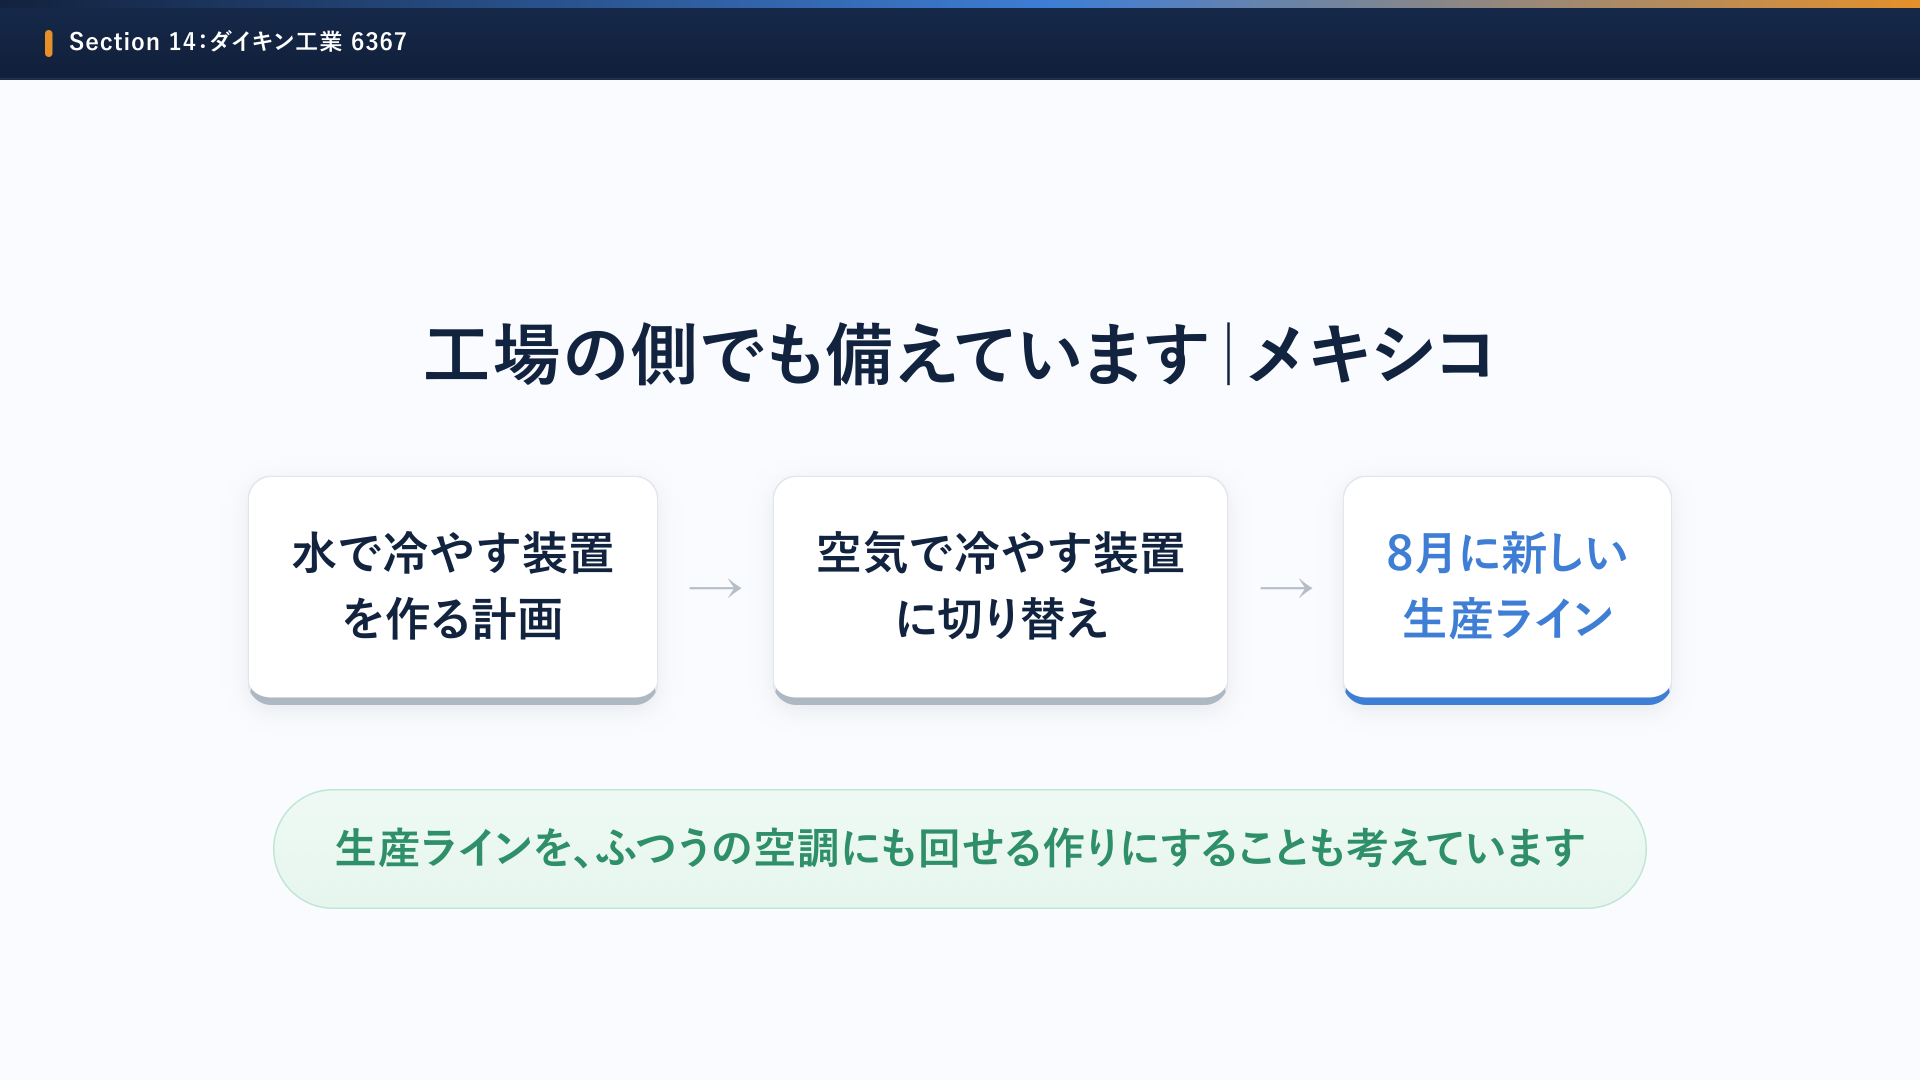 Section 14：ダイキン工業 6367
工場の側でも備えています｜メキシコ
水で冷やす装置
を作る計画
→
空気で冷やす装置
に切り替え
→
8月に新しい
生産ライン
生産ラインを、ふつうの空調にも回せる作りにすることも考えています